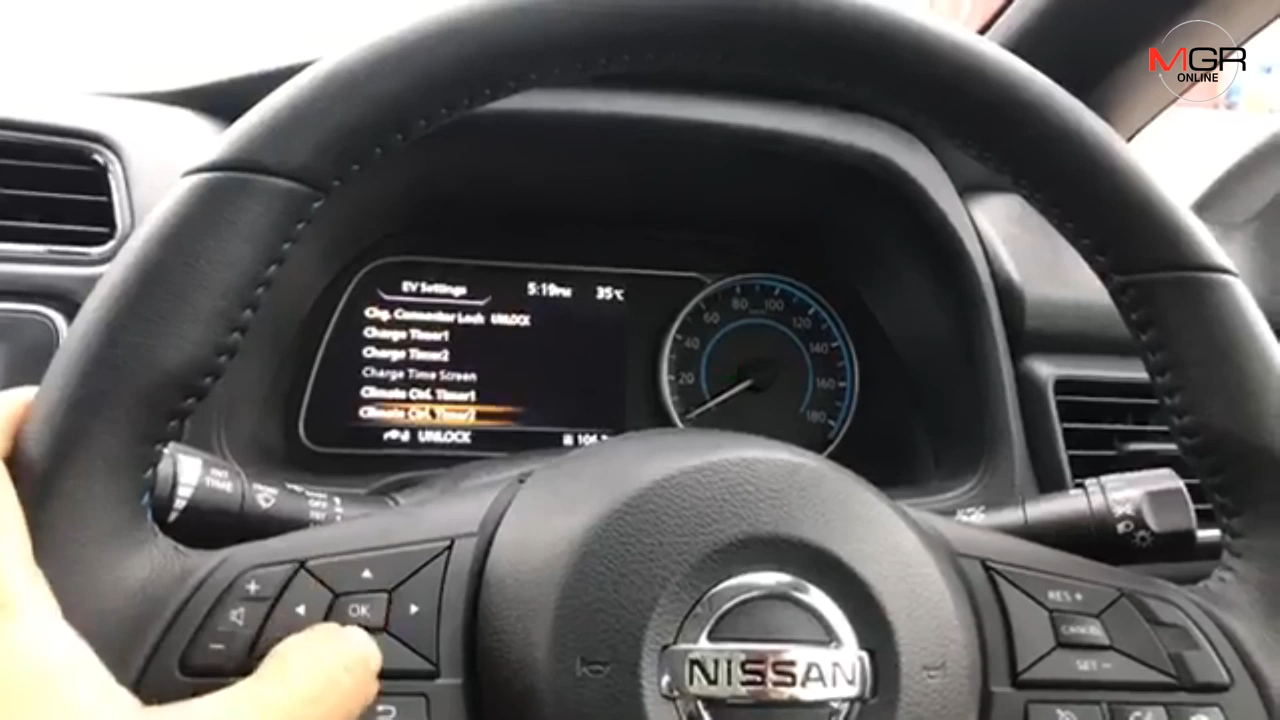 MGR
ONLINE
EV Settings 5:19PM 35℃
Chg. Connector Lock UNLOCK
Charge Timer1
Charge Timer2
Charge Time Screen
Climate Ctrl. Timer1
Climate Ctrl. Timer2
UNLOCK
20 40 60 80 100 120 140 160 180
INT
TIME
+
OK
−
RES +
CANCEL
SET −
NISSAN